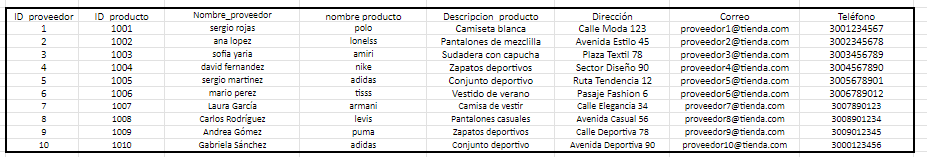 ID_proveedor ID_producto Nombre_proveedor nombre producto Descripcion_producto Dirección Correo Teléfono
1 1001 sergio rojas polo Camiseta blanca Calle Moda 123 proveedor1@tienda.com 3001234567
2 1002 ana lopez lonelss Pantalones de mezclilla Avenida Estilo 45 proveedor2@tienda.com 3002345678
3 1003 sofia yaria amiri Sudadera con capucha Plaza Textil 78 proveedor3@tienda.com 3003456789
4 1004 david fernandez nike Zapatos deportivos Sector Diseño 90 proveedor4@tienda.com 3004567890
5 1005 sergio martinez adidas Conjunto deportivo Ruta Tendencia 12 proveedor5@tienda.com 3005678901
6 1006 mario perez tisss Vestido de verano Pasaje Fashion 6 proveedor6@tienda.com 3006789012
7 1007 Laura García armani Camisa de vestir Calle Elegancia 34 proveedor7@tienda.com 3007890123
8 1008 Carlos Rodríguez levis Pantalones casuales Avenida Casual 56 proveedor8@tienda.com 3008901234
9 1009 Andrea Gómez puma Zapatos deportivos Calle Deportiva 78 proveedor9@tienda.com 3009012345
10 1010 Gabriela Sánchez adidas Conjunto deportivo Avenida Deportiva 90 proveedor10@tienda.com 3000123456